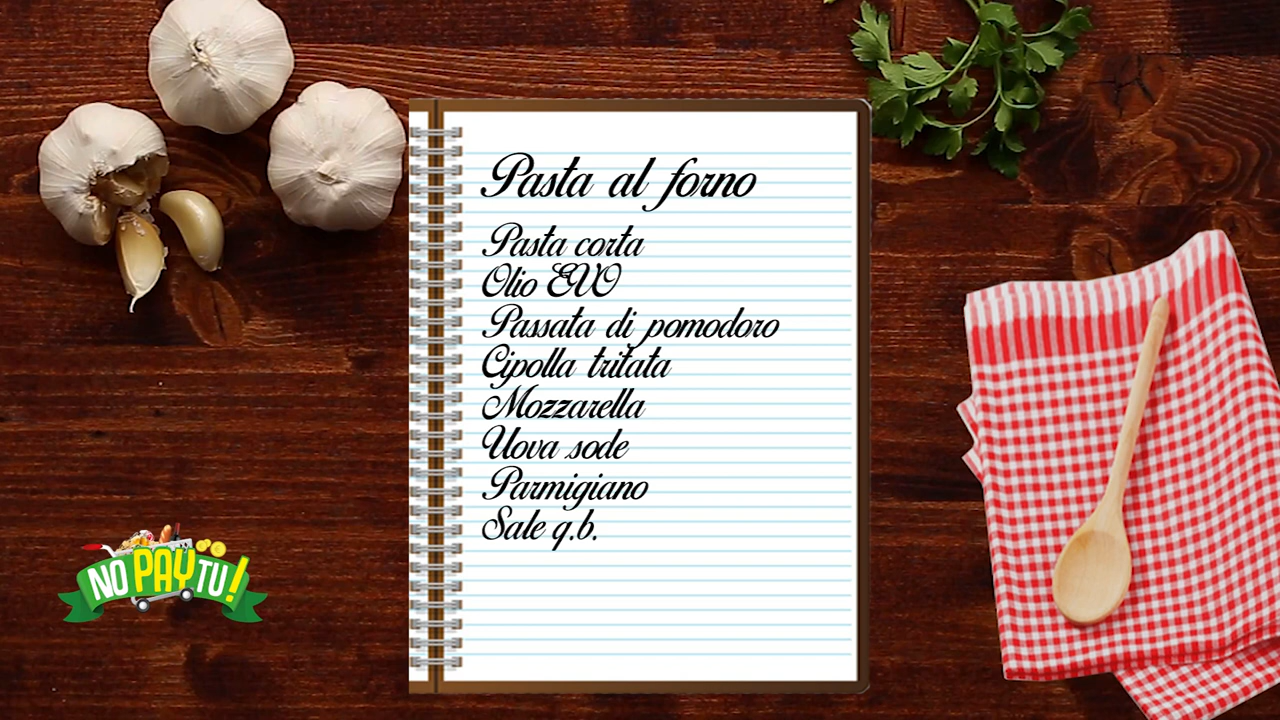 Pasta al forno
Pasta corta
Olio EVO
Passata di pomodoro
Cipolla tritata
Mozzarella
Uova sode
Parmigiano
Sale q.b.
NO PAY TU!